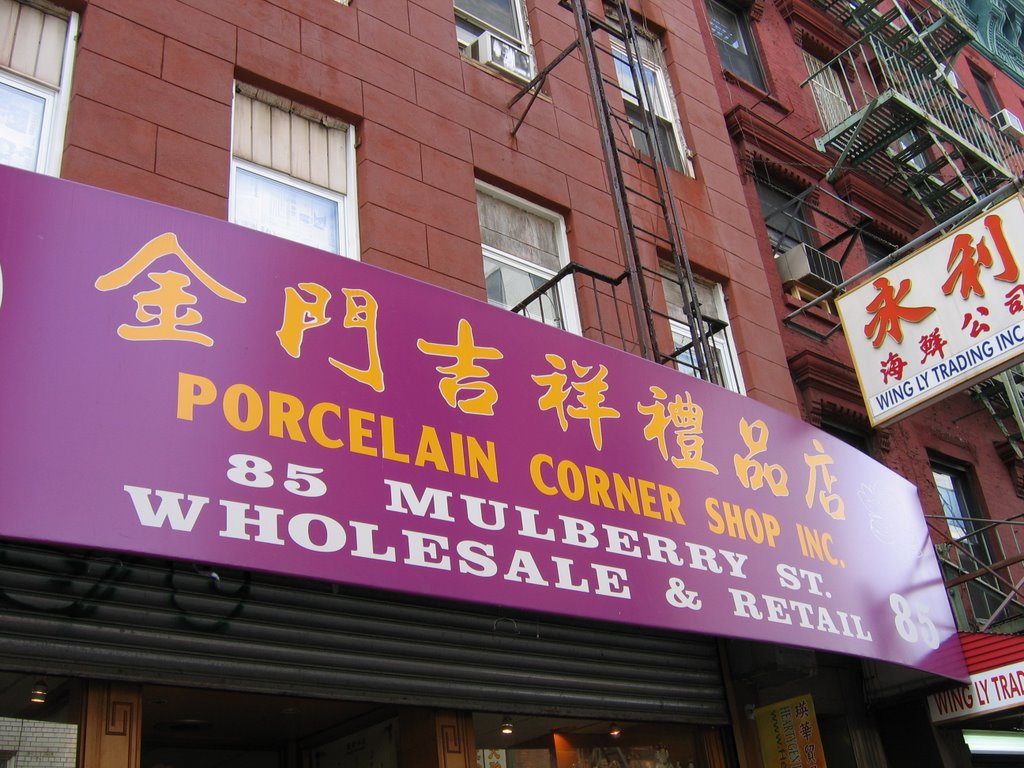 金門吉祥禮品店
PORCELAIN CORNER SHOP INC.
85 MULBERRY ST.
WHOLESALE & RETAIL 85
永利
海鮮公司
WING LY TRADING INC
WING LY TRAD